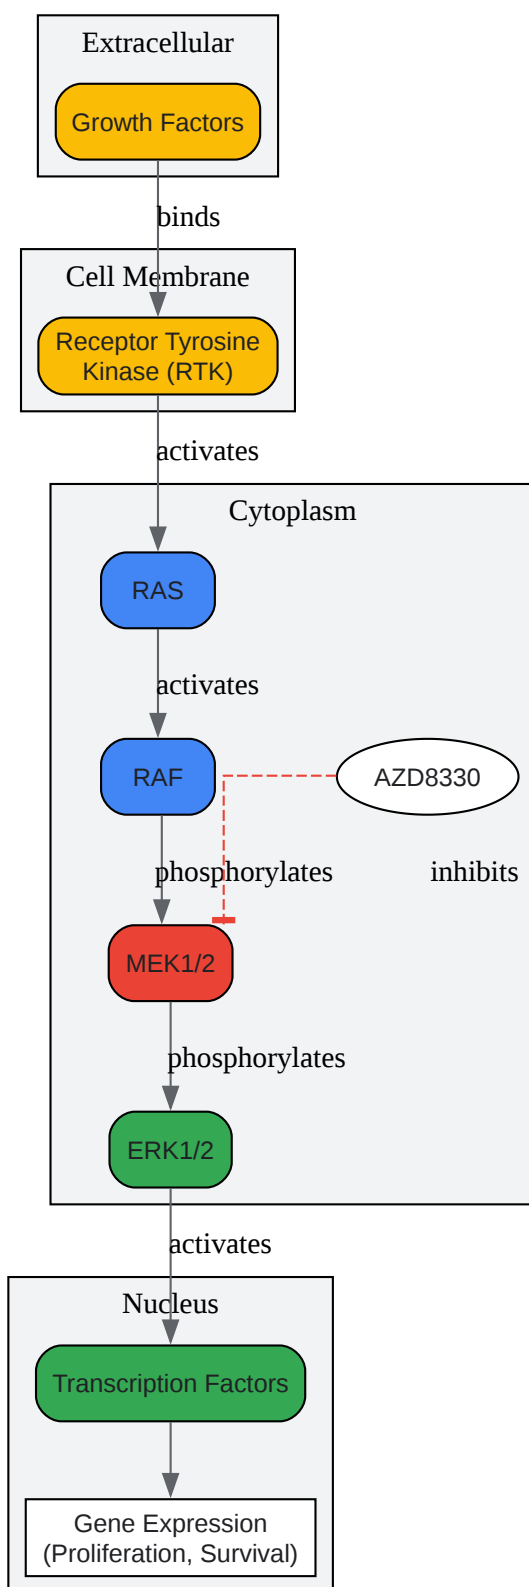 Extracellular
Growth Factors
binds
Cell Membrane
Receptor Tyrosine
Kinase (RTK)
activates
Cytoplasm
RAS
activates
RAF
AZD8330
phosphorylates
inhibits
MEK1/2
phosphorylates
ERK1/2
activates
Nucleus
Transcription Factors
Gene Expression
(Proliferation, Survival)